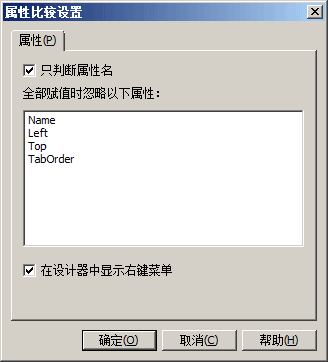 属性比较设置
属性(P)
只判断属性名
全部赋值时忽略以下属性:
Name
Left
Top
TabOrder
在设计器中显示右键菜单
确定(O) 取消(C) 帮助(H)